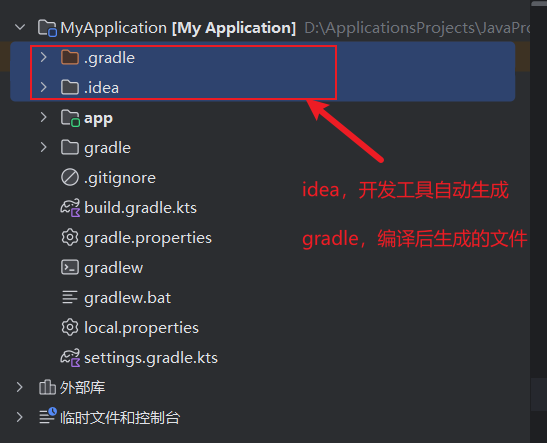 MyApplication [My Application] D:\ApplicationsProjects\JavaPro
.gradle
.idea
app
gradle
.gitignore
build.gradle.kts
gradle.properties
gradlew
gradlew.bat
local.properties
settings.gradle.kts
外部库
临时文件和控制台
idea，开发工具自动生成
gradle，编译后生成的文件